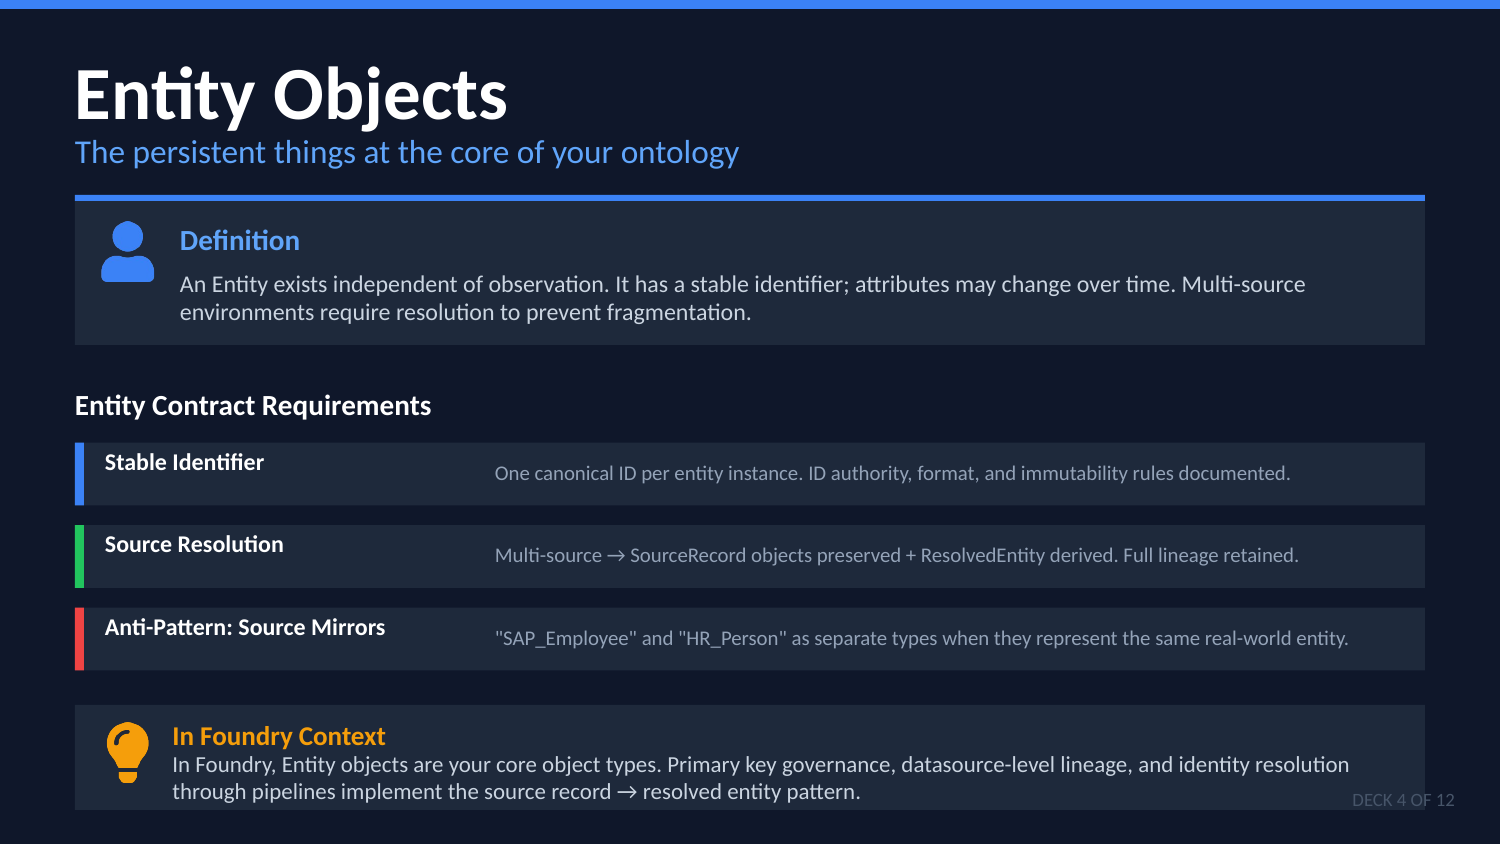 Entity Objects
The persistent things at the core of your ontology
Definition
An Entity exists independent of observation. It has a stable identifier; attributes may change over time. Multi-source
environments require resolution to prevent fragmentation.
Entity Contract Requirements
Stable Identifier
One canonical ID per entity instance. ID authority, format, and immutability rules documented.
Source Resolution
Multi-source → SourceRecord objects preserved + ResolvedEntity derived. Full lineage retained.
Anti-Pattern: Source Mirrors
"SAP_Employee" and "HR_Person" as separate types when they represent the same real-world entity.
In Foundry Context
In Foundry, Entity objects are your core object types. Primary key governance, datasource-level lineage, and identity resolution
through pipelines implement the source record → resolved entity pattern.
DECK 4 OF 12